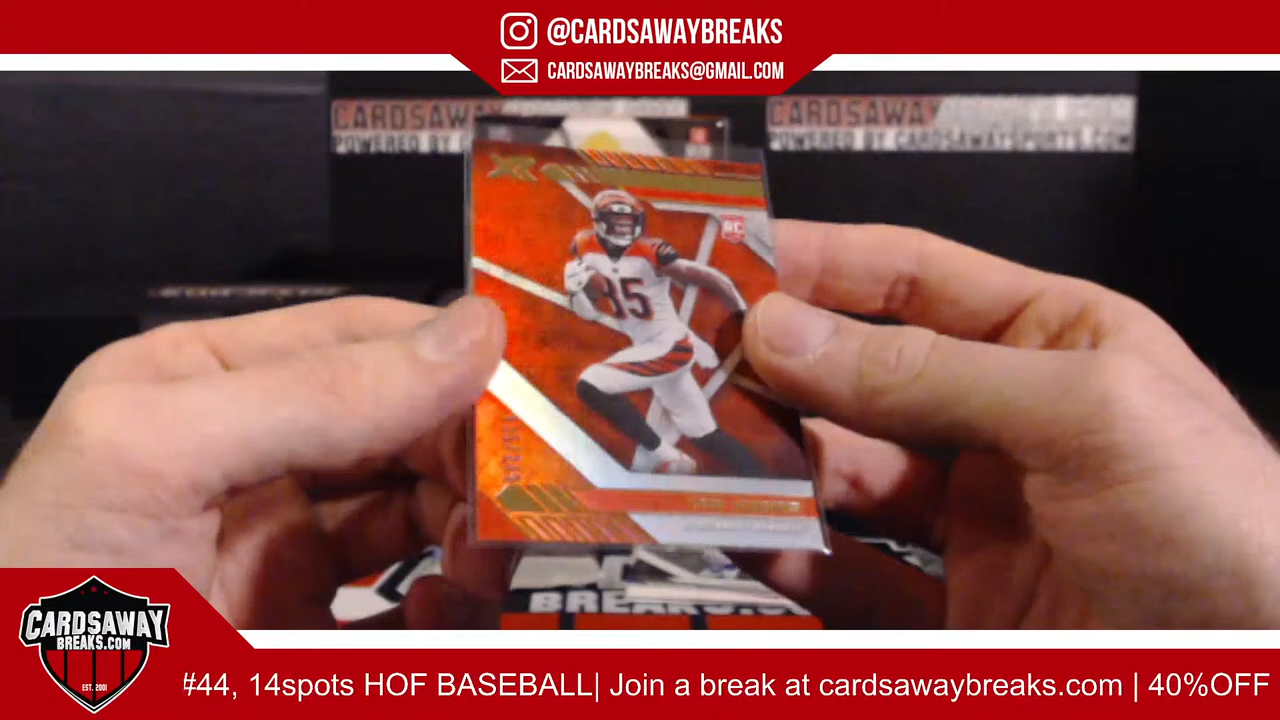 @CARDSAWAYBREAKS
CARDSAWAYBREAKS@GMAIL.COM
CARDSAWAY
POWERED BY CARDSAWAYSPORTS.COM
CARDSAWAY
POWERED BY
XR
RC
85
CARDSAWAY
BREAKS.COM
EST. 2001
#44, 14spots HOF BASEBALL| Join a break at cardsawaybreaks.com | 40%OFF